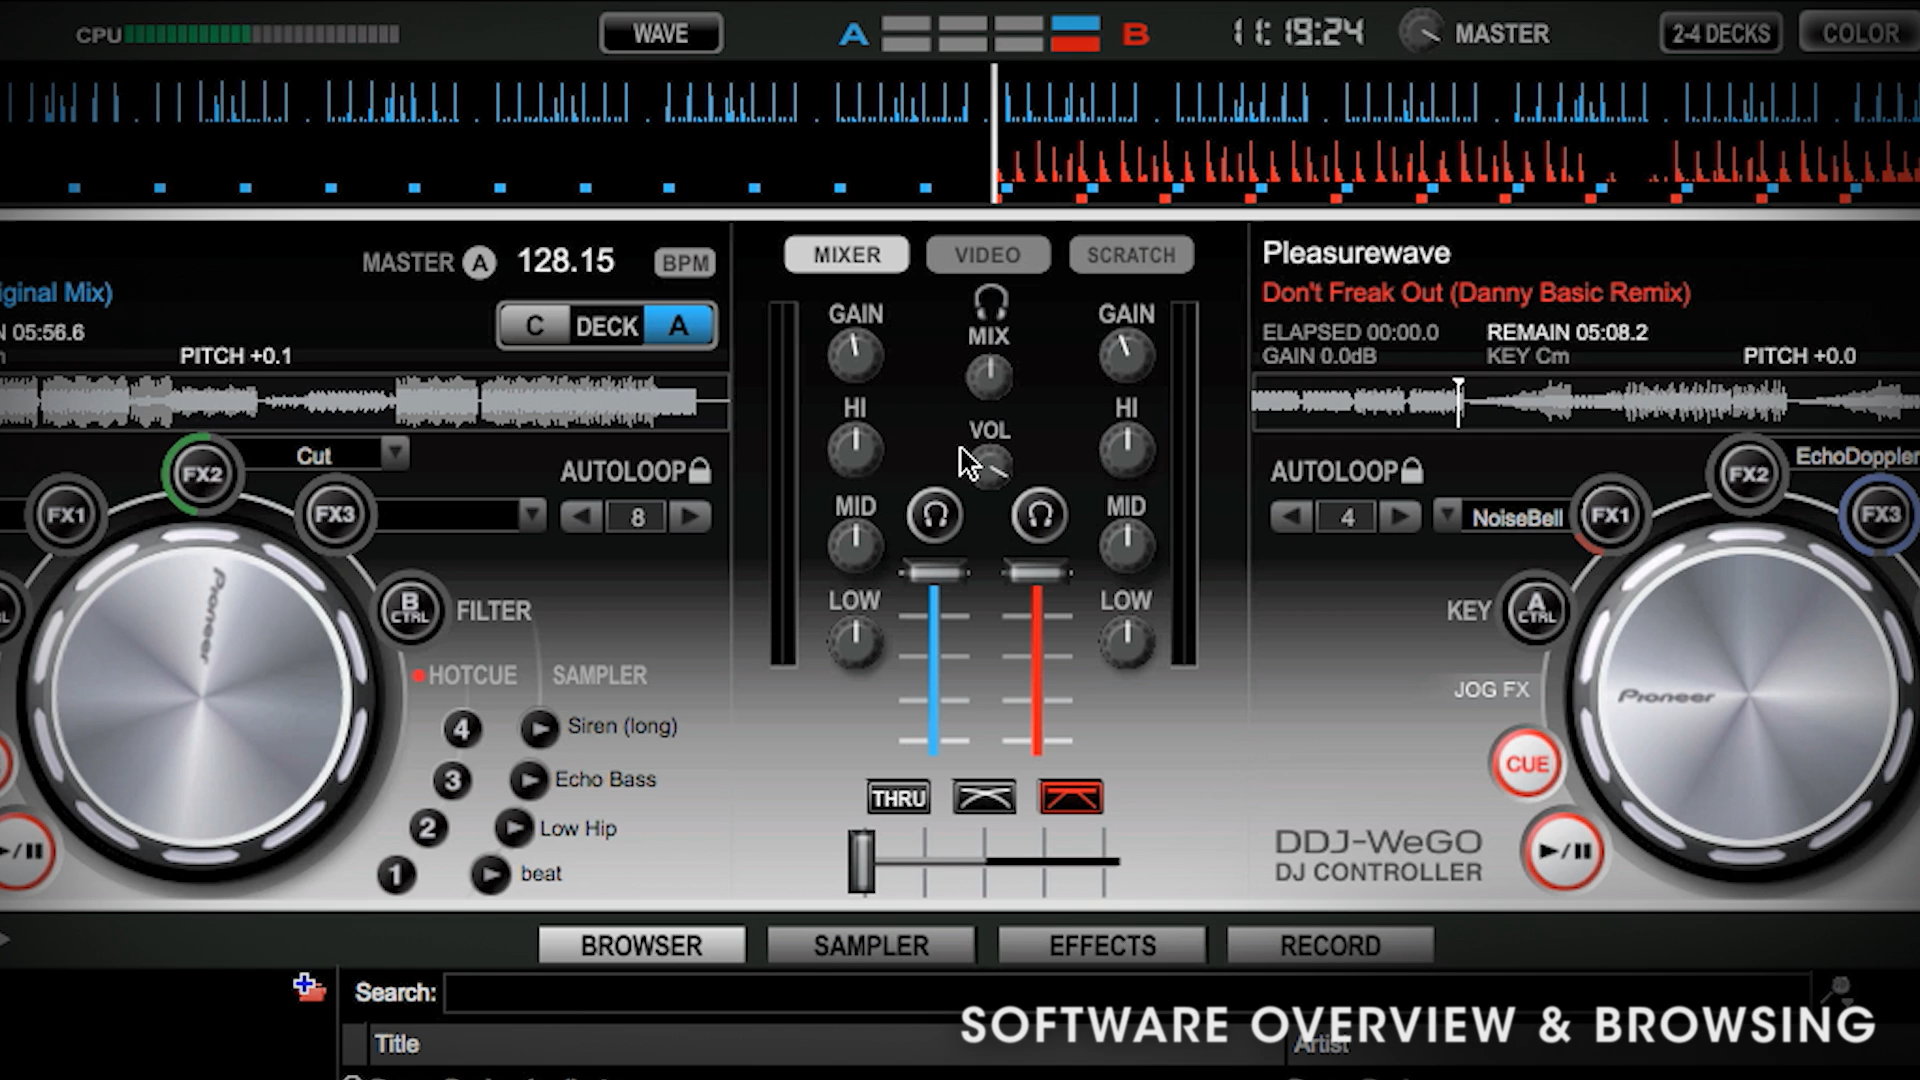 CPU WAVE A B 11:19:24 MASTER 2-4 DECKS COLOR
MASTER A 128.15 BPM
iginal Mix)
N 05:56.6
C DECK A
PITCH +0.1
MIXER VIDEO SCRATCH
Pleasurewave
Don't Freak Out (Danny Basic Remix)
ELAPSED 00:00.0 REMAIN 05:08.2
GAIN 0.0dB KEY Cm PITCH +0.0
GAIN MIX GAIN
HI VOL HI
MID MID
LOW LOW
Cut
FX1 FX2 FX3
AUTOLOOP
8
B CTRL FILTER
Pioneer
HOTCUE SAMPLER
4 Siren (long)
3 Echo Bass
2 Low Hip
1 beat
THRU
AUTOLOOP
4
NoiseBell
FX1 FX2 FX3
EchoDoppler
KEY A CTRL
JOG FX
Pioneer
CUE
DDJ-WeGO
DJ CONTROLLER
BROWSER SAMPLER EFFECTS RECORD
Search:
Title Artist
SOFTWARE OVERVIEW & BROWSING